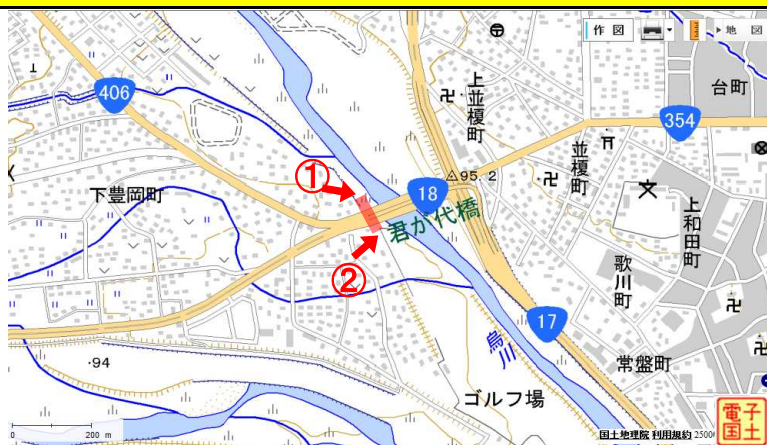 作 図
▶ 地 図
406
上並榎町
台町
354
①
95.2
並榎町
18
下豊岡町
君が代橋
上和田町
②
歌川町
17
烏川
・94
常盤町
ゴルフ場
0 200 m
国土地理院 利用規約 25000
電子
国土